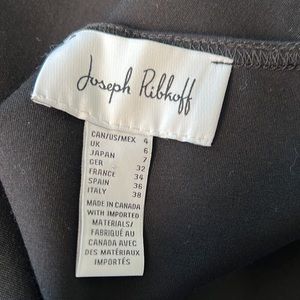 Joseph Ribkoff
CAN/US/MEX 4
UK 6
JAPAN 7
GER 32
FRANCE 34
SPAIN 36
ITALY 38
MADE IN CANADA
WITH IMPORTED
MATERIALS/
FABRIQUÉ AU
CANADA AVEC
DES MATÉRIAUX
IMPORTÉS